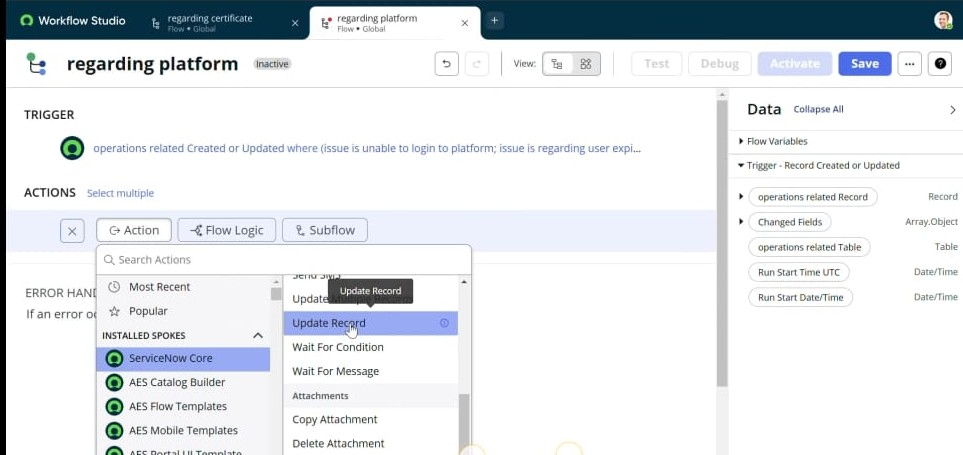 Workflow Studio
regarding certificate
Flow • Global
regarding platform
Flow • Global
regarding platform
Inactive
View:
Test
Debug
Activate
Save
TRIGGER
operations related Created or Updated where (issue is unable to login to platform; issue is regarding user expi...
ACTIONS
Select multiple
Action
Flow Logic
Subflow
Search Actions
Most Recent
Popular
INSTALLED SPOKES
ServiceNow Core
AES Catalog Builder
AES Flow Templates
AES Mobile Templates
AES Portal UI Template
Send SMS
Update Multiple Records
Update Record
Update Record
Wait For Condition
Wait For Message
Attachments
Copy Attachment
Delete Attachment
ERROR HAND
If an error oc
Data
Collapse All
Flow Variables
Trigger - Record Created or Updated
operations related Record Record
Changed Fields Array.Object
operations related Table Table
Run Start Time UTC Date/Time
Run Start Date/Time Date/Time